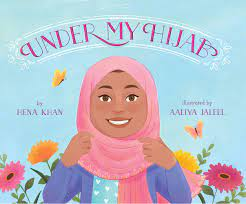 UNDER MY HIJAB
by
HENA KHAN
illustrated by
AALIYA JALEEL